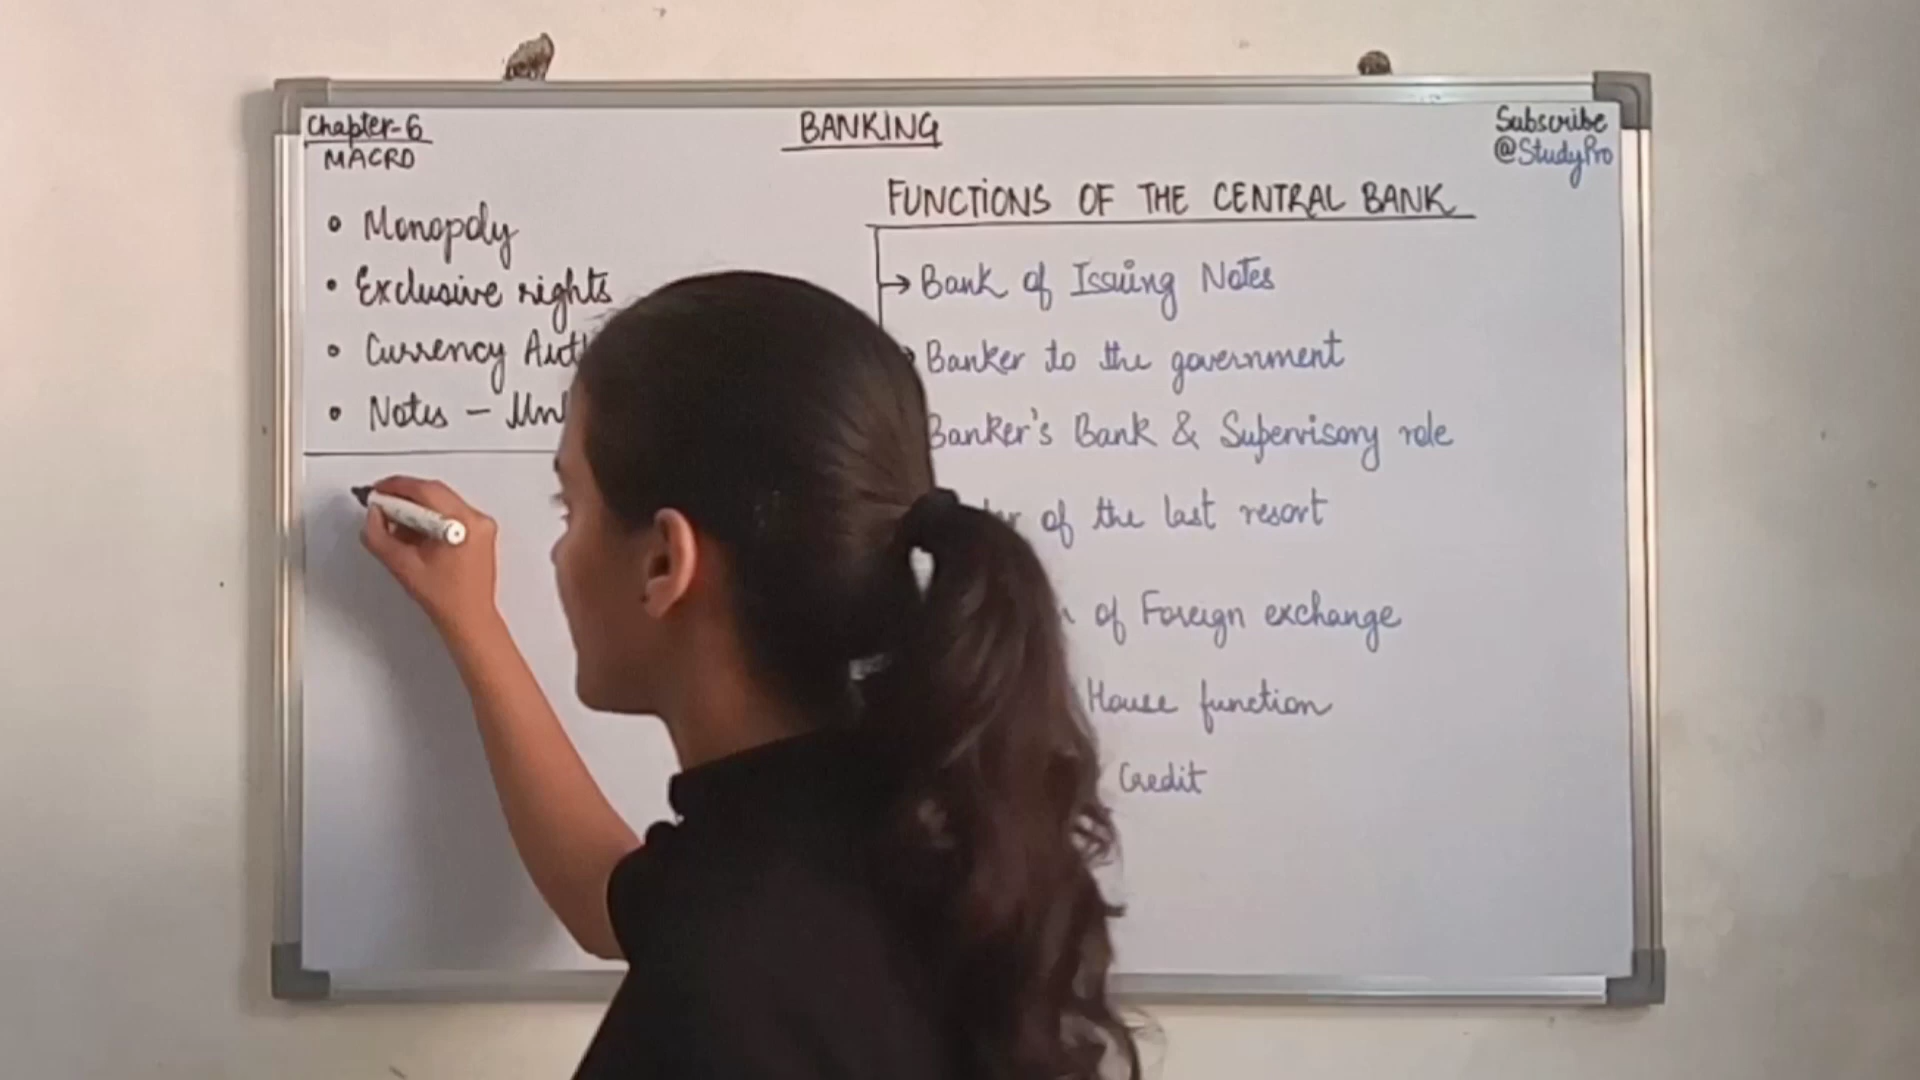 Chapter-6
MACRO
BANKING
Subscribe
@StudyPro
• Monopoly
• Exclusive rights
• Currency
• Notes –
FUNCTIONS OF THE CENTRAL BANK
→ Bank of Issuing Notes
Banker to the government
Banker's Bank & Supervisory role
of the last resort
of Foreign exchange
House function
Credit